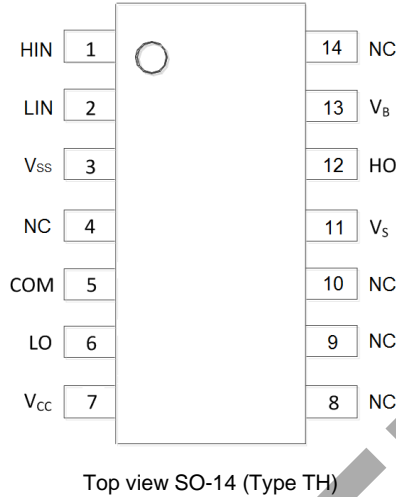 HIN 1 14 NC
LIN 2 13 VB
VSS 3 12 HO
NC 4 11 VS
COM 5 10 NC
LO 6 9 NC
VCC 7 8 NC
Top view SO-14 (Type TH)